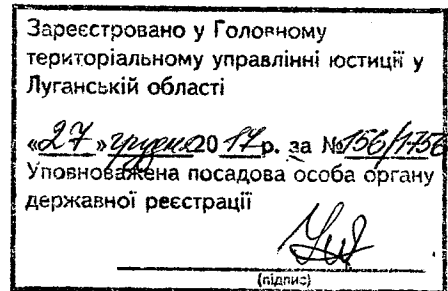 Зареєстровано у Головному
територіальному управлінні юстиції у
Луганській області
«27» грудня 2017р. за №156/1756
Уповноважена посадова особа органу
державної реєстрації
(підпис)